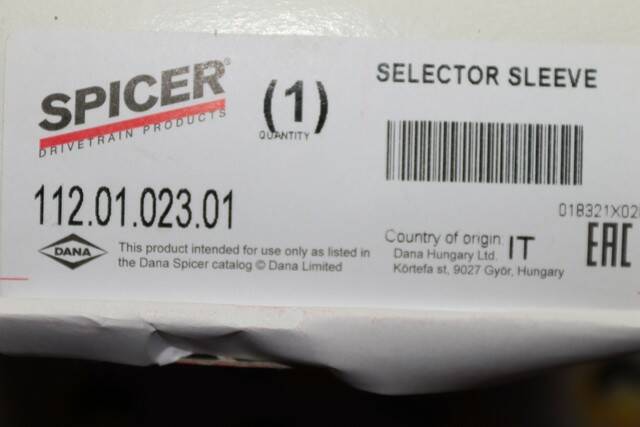 SPICER®
DRIVETRAIN PRODUCTS
(1)
QUANTITY
SELECTOR SLEEVE
112.01.023.01
018321X02
DANA
This product intended for use only as listed in
the Dana Spicer catalog © Dana Limited
Country of origin: IT
Dana Hungary Ltd.
Körtefa st, 9027 Győr, Hungary
EAC